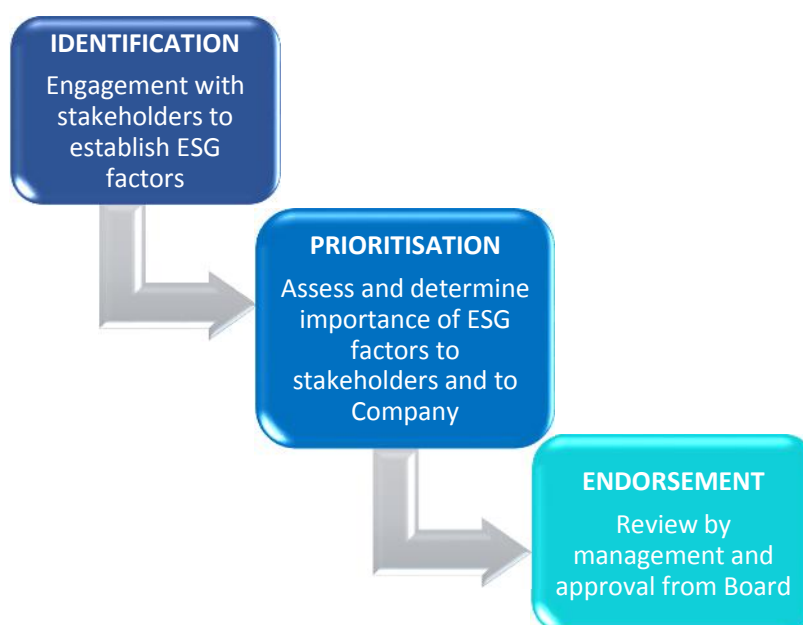 IDENTIFICATION
Engagement with
stakeholders to
establish ESG
factors
PRIORITISATION
Assess and determine
importance of ESG
factors to
stakeholders and to
Company
ENDORSEMENT
Review by
management and
approval from Board